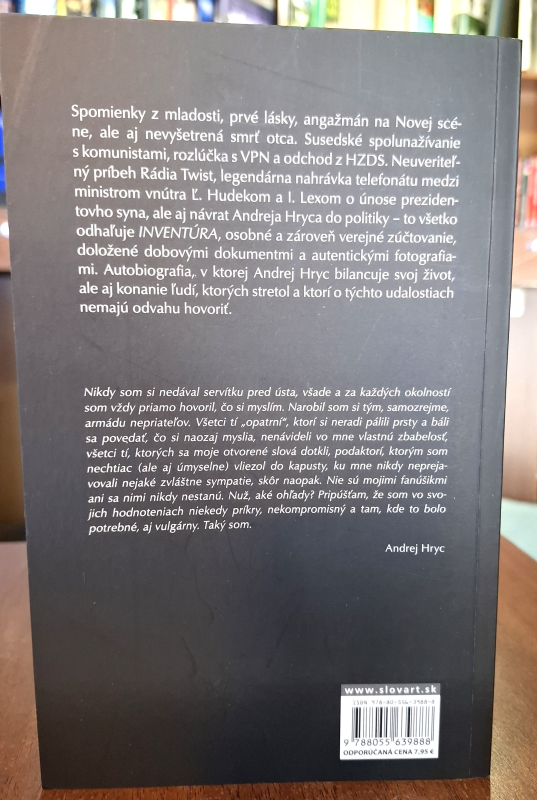 Spomienky z mladosti, prvé lásky, angažmán na Novej scé-
ne, ale aj nevyšetrená smrť otca. Susedské spolunažívanie
s komunistami, rozlúčka s VPN a odchod z HZDS. Neuveriteľ-
ný príbeh Rádia Twist, legendárna nahrávka telefonátu medzi
ministrom vnútra Ľ. Hudekom a I. Lexom o únose preziden-
tovho syna, ale aj návrat Andreja Hryca do politiky – to všetko
odhaľuje INVENTÚRA, osobné a zároveň verejné zúčtovanie,
doložené dobovými dokumentmi a autentickými fotografia-
mi. Autobiografia, v ktorej Andrej Hryc bilancuje svoj život,
ale aj konanie ľudí, ktorých stretol a ktorí o týchto udalostiach
nemajú odvahu hovoriť.
Nikdy som si nedával servítku pred ústa, všade a za každých okolností
som vždy priamo hovoril, čo si myslím. Narobil som si tým, samozrejme,
armádu nepriateľov. Všetci tí „opatrní“, ktorí si neradi pálili prsty a báli
sa povedať, čo si naozaj myslia, nenávideli vo mne vlastnú zbabelosť,
všetci tí, ktorých sa moje otvorené slová dotkli, podaktorí, ktorým som
nechtiac (ale aj úmyselne) vliezol do kapusty, ku mne nikdy neprеja-
vovali nejaké zvláštne sympatie, skôr naopak. Nie sú mojimi fanúšikmi
ani sa nimi nikdy nestanú. Nuž, aké ohľady? Pripúšťam, že som vo svo-
jich hodnoteniach niekedy príkry, nekompromisný a tam, kde to bolo
potrebné, aj vulgárny. Taký som.
Andrej Hryc
www.slovart.sk
ISBN 978-80-556-3988-8
9 788055 639888
ODPORÚČANÁ CENA 7,95 €